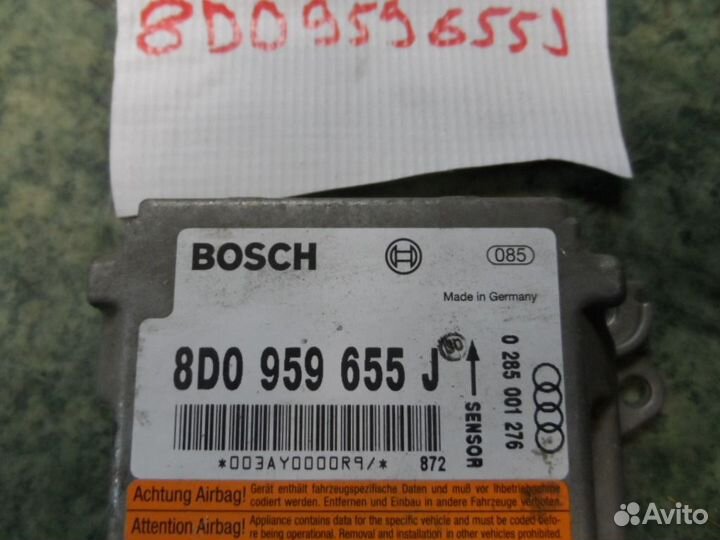 8D0959655J
BOSCH
085
Made in Germany
8D0 959 655 J
SENSOR
0 285 001 276
*003AY0000R9/*
872
Achtung Airbag!
Gerät enthält fahrzeugspezifische Daten und muß vor Inbetriebnahme
codiert werden. Entfernen und Einbau in andere Fahrzeuge verboten.
Attention Airbag!
Appliance contains data for the specific vehicle and must be coded befo-
re being operated. Removal and installation in other vehicles prohibited.
Avito